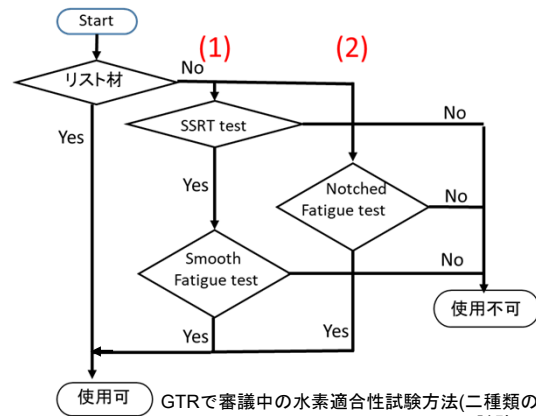 Start
(1)
(2)
リスト材
No
SSRT test
No
Yes
Yes
Notched
Fatigue test
No
Smooth
Fatigue test
No
Yes
Yes
使用不可
使用可
GTRで審議中の水素適合性試験方法(二種類の